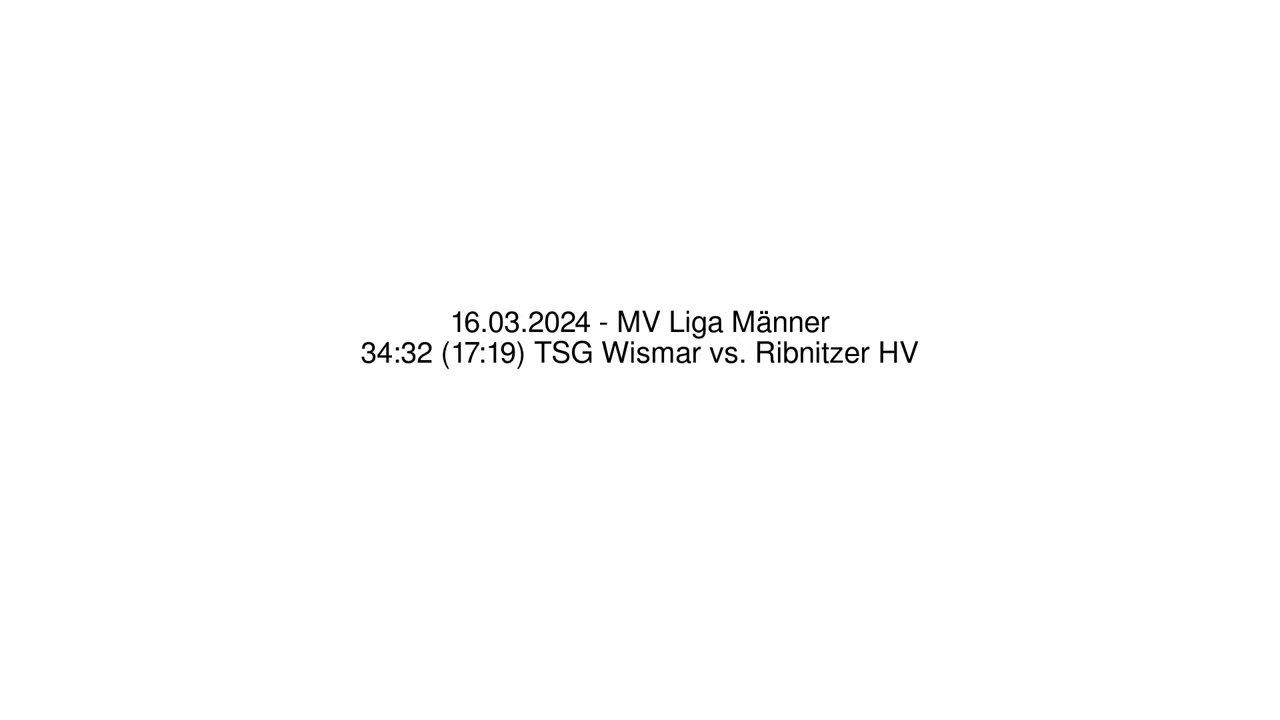 16.03.2024 - MV Liga Männer
34:32 (17:19) TSG Wismar vs. Ribnitzer HV